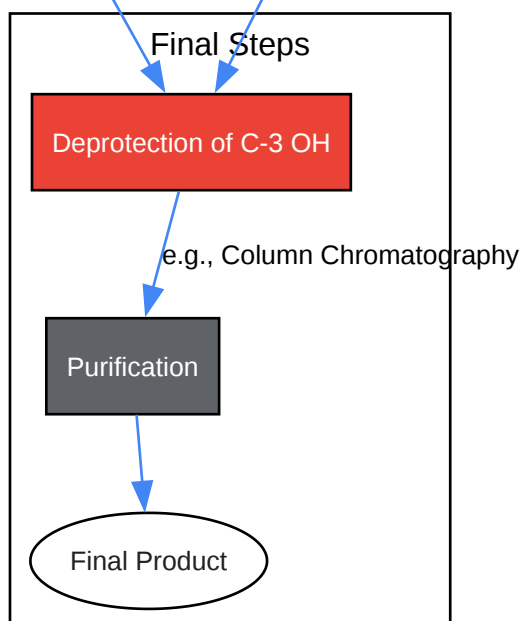 Final Steps
Deprotection of C-3 OH
e.g., Column Chromatography
Purification
Final Product